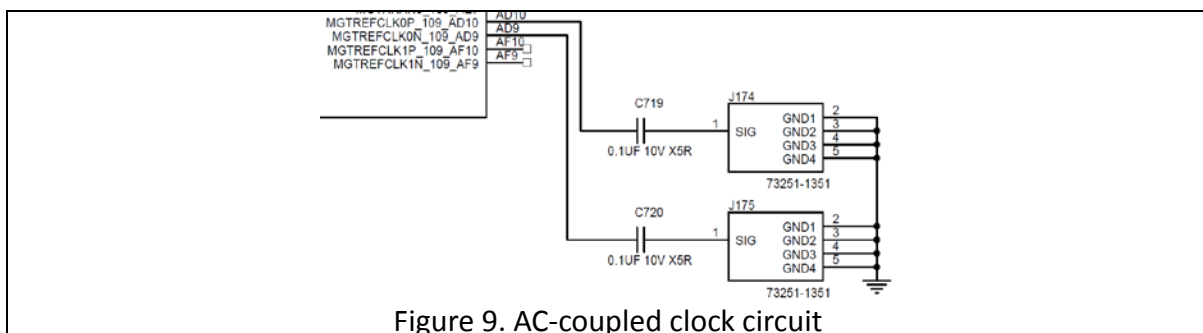 AD10
MGTREFCLK0P_109_AD10
AD9
MGTREFCLK0N_109_AD9
AF10
MGTREFCLK1P_109_AF10
AF9
MGTREFCLK1N_109_AF9
C719
0.1UF 10V X5R
J174
1
SIG
GND1 2
GND2 3
GND3 4
GND4 5
73251-1351
C720
0.1UF 10V X5R
J175
1
SIG
GND1 2
GND2 3
GND3 4
GND4 5
73251-1351
Figure 9. AC-coupled clock circuit